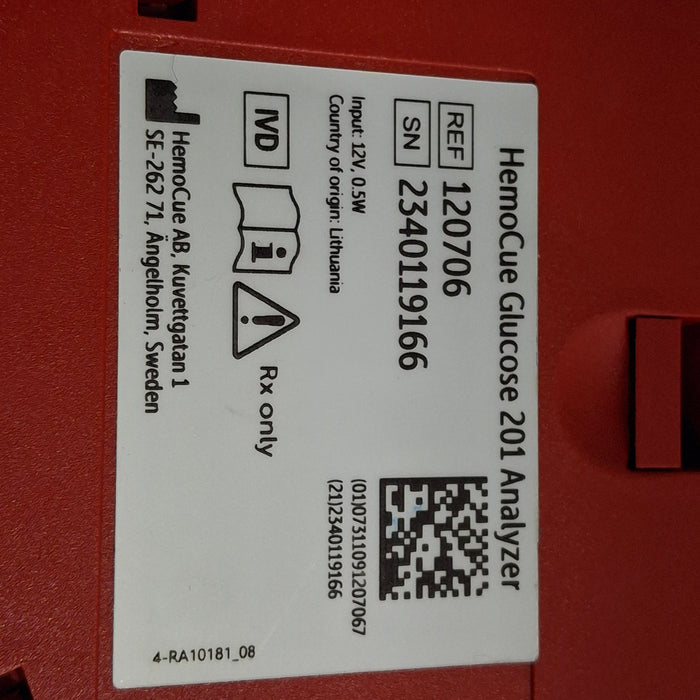 HemoCue Glucose 201 Analyzer
REF 120706
SN 2340119166
(01)07311091207067
(21)2340119166
Input: 12V, 0.5W
Country of origin: Lithuania
IVD
i
Rx only
HemoCue AB, Kuvettgatan 1
SE-262 71, Ängelholm, Sweden
4-RA10181_08